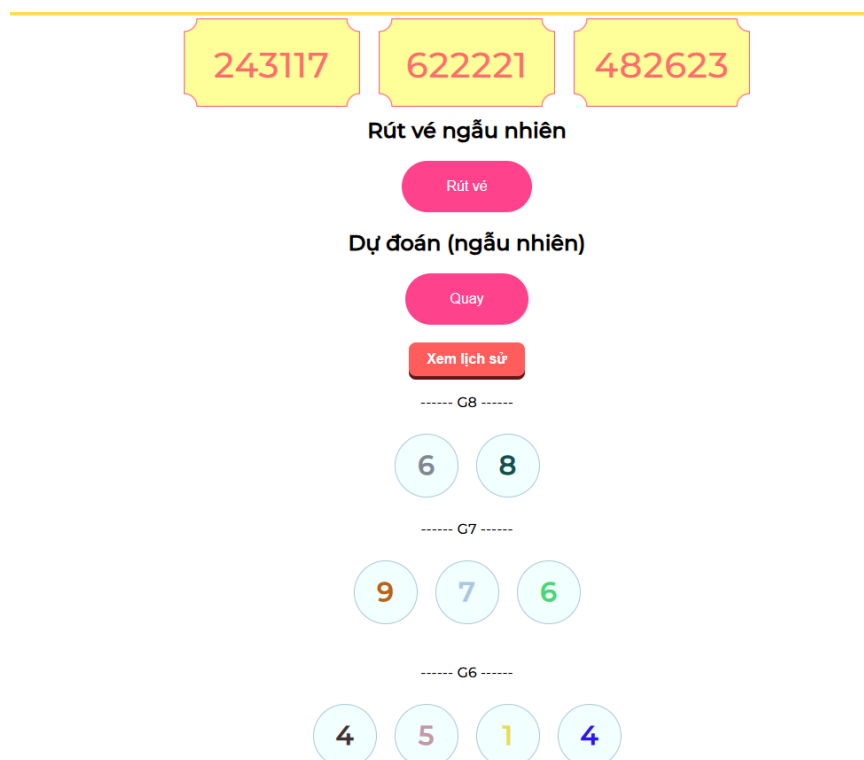 243117 622221 482623
Rút vé ngẫu nhiên
Rút vé
Dự đoán (ngẫu nhiên)
Quay
Xem lịch sử
------ G8 ------
6 8
------ G7 ------
9 7 6
------ G6 ------
4 5 1 4